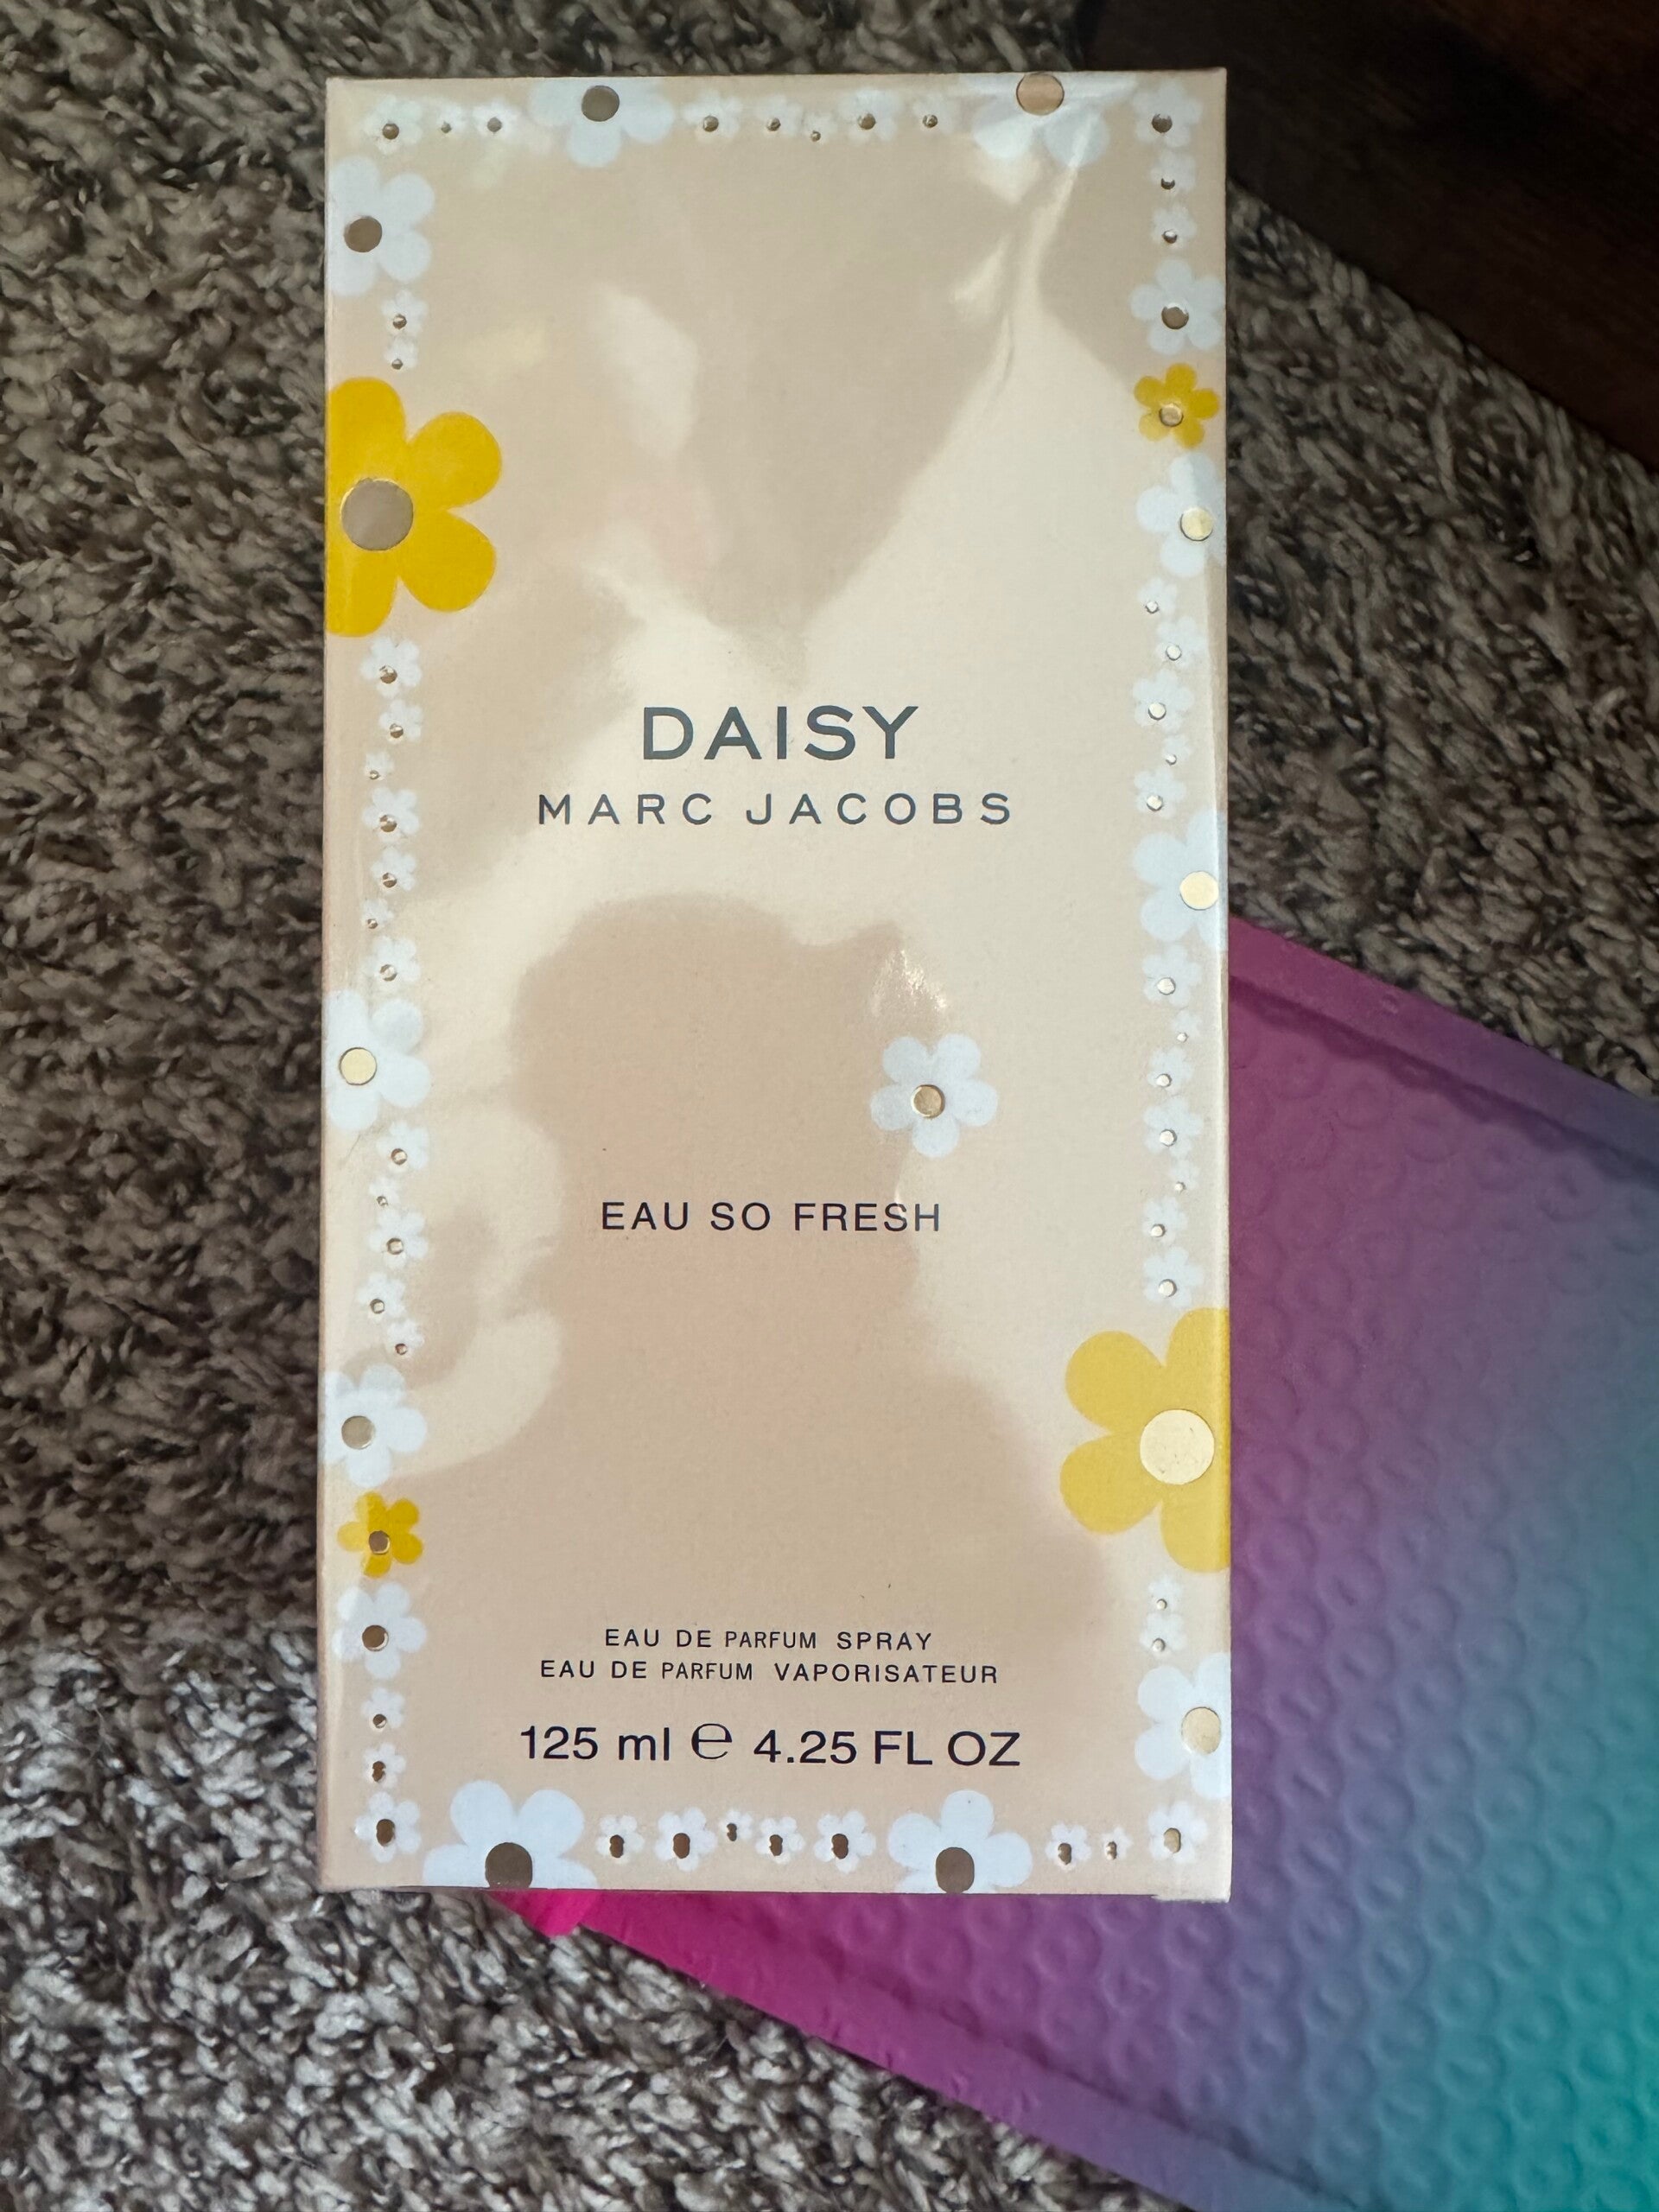 DAISY
MARC JACOBS
EAU SO FRESH
EAU DE PARFUM SPRAY
EAU DE PARFUM VAPORISATEUR
125 ml ℮ 4.25 FL OZ